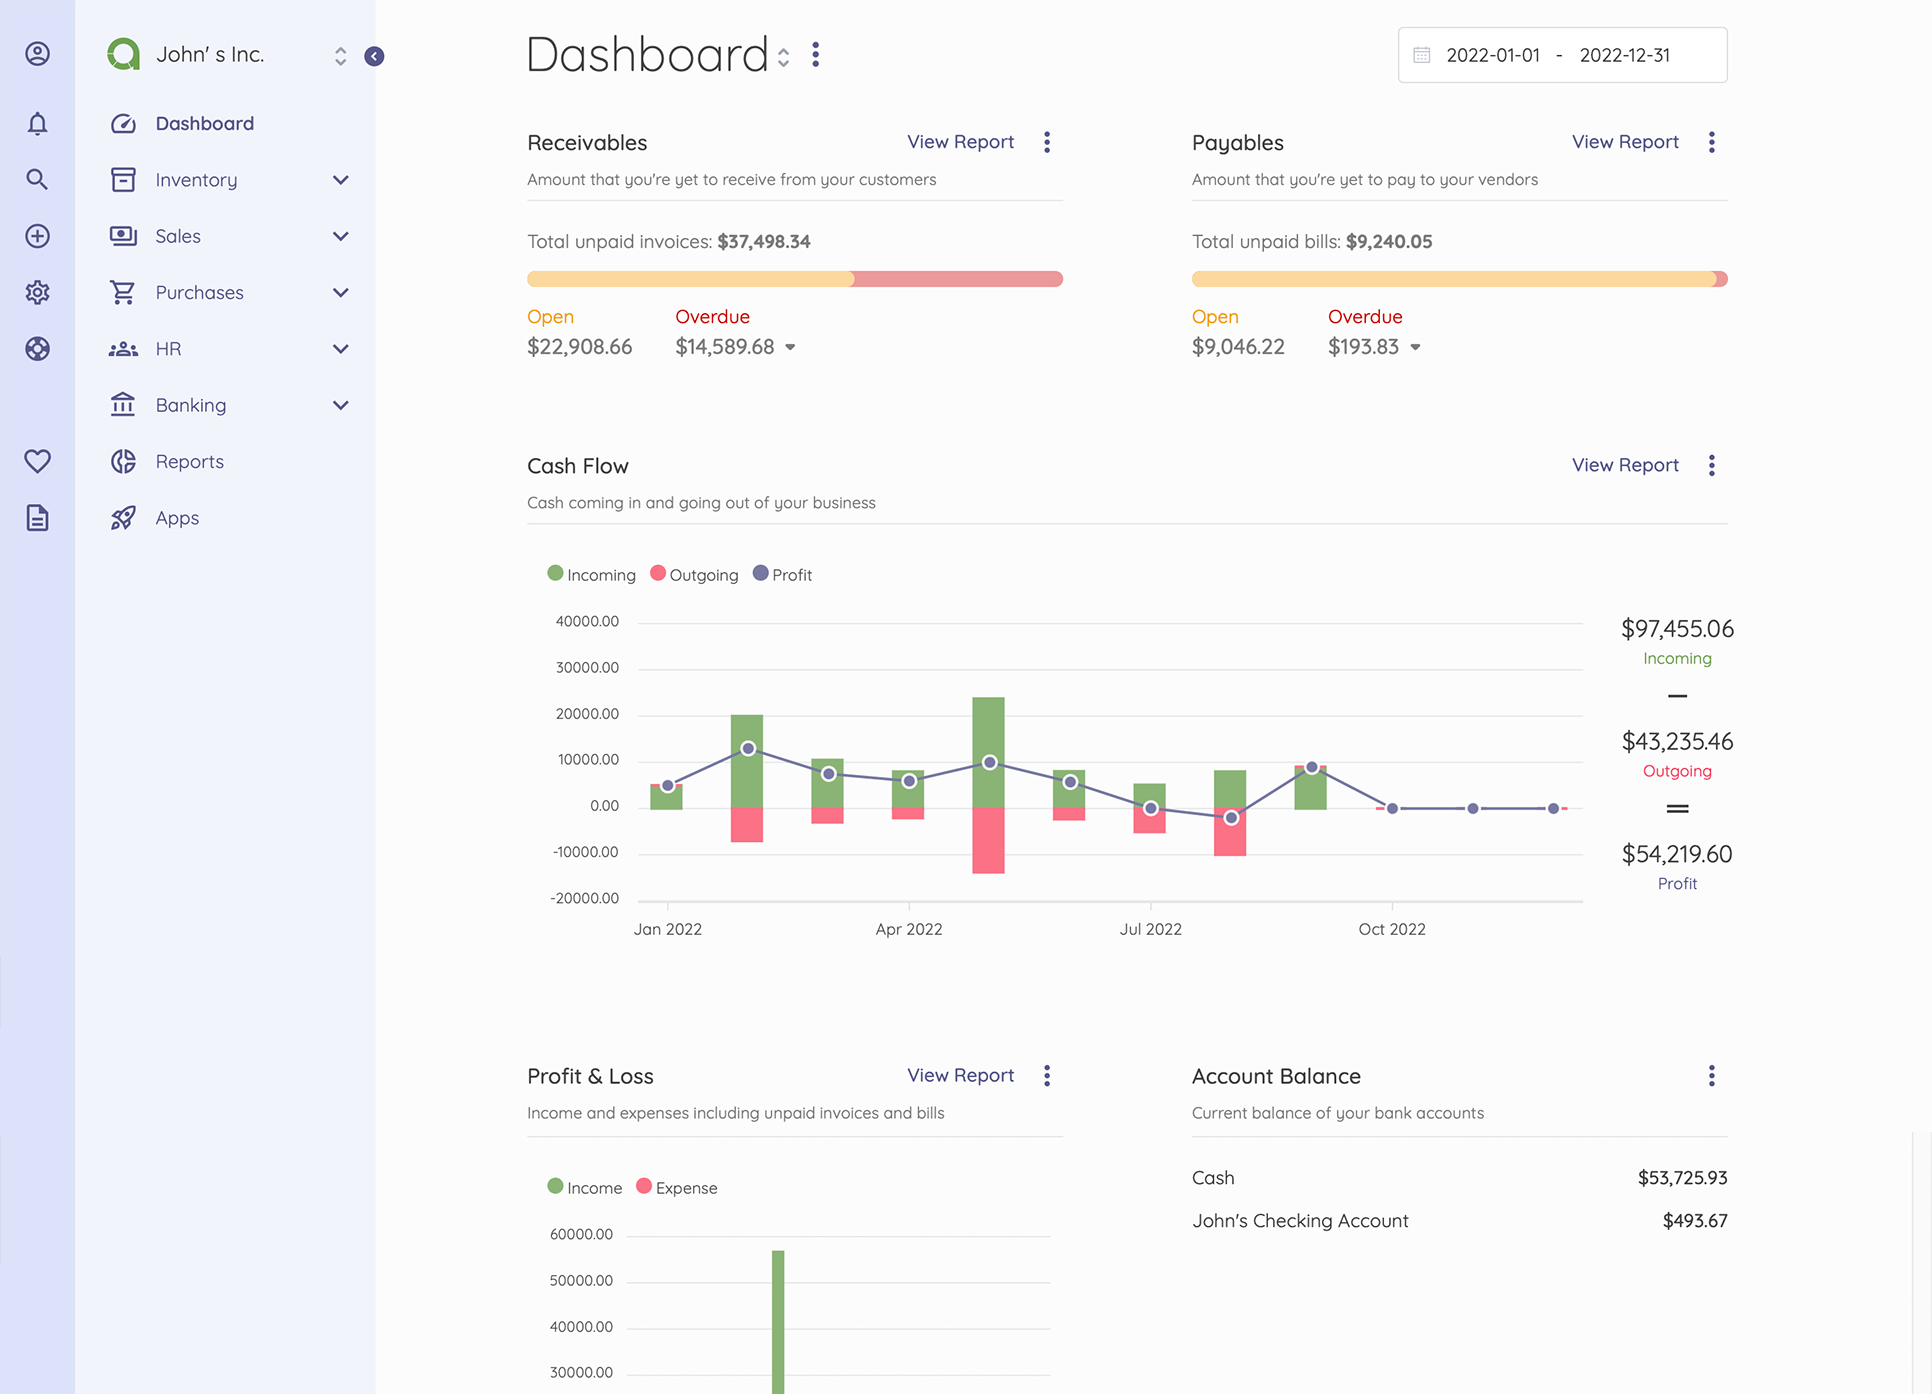 John' s Inc.
Dashboard
Inventory
Sales
Purchases
HR
Banking
Reports
Apps
Dashboard
2022-01-01 - 2022-12-31
Receivables
View Report
Amount that you're yet to receive from your customers
Total unpaid invoices: $37,498.34
Open
Overdue
$22,908.66
$14,589.68
Payables
View Report
Amount that you're yet to pay to your vendors
Total unpaid bills: $9,240.05
Open
Overdue
$9,046.22
$193.83
Cash Flow
View Report
Cash coming in and going out of your business
Incoming
Outgoing
Profit
40000.00
30000.00
20000.00
10000.00
0.00
-10000.00
-20000.00
Jan 2022
Apr 2022
Jul 2022
Oct 2022
$97,455.06
Incoming
$43,235.46
Outgoing
$54,219.60
Profit
Profit & Loss
View Report
Income and expenses including unpaid invoices and bills
Income
Expense
60000.00
50000.00
40000.00
30000.00
Account Balance
Current balance of your bank accounts
Cash $53,725.93
John's Checking Account $493.67